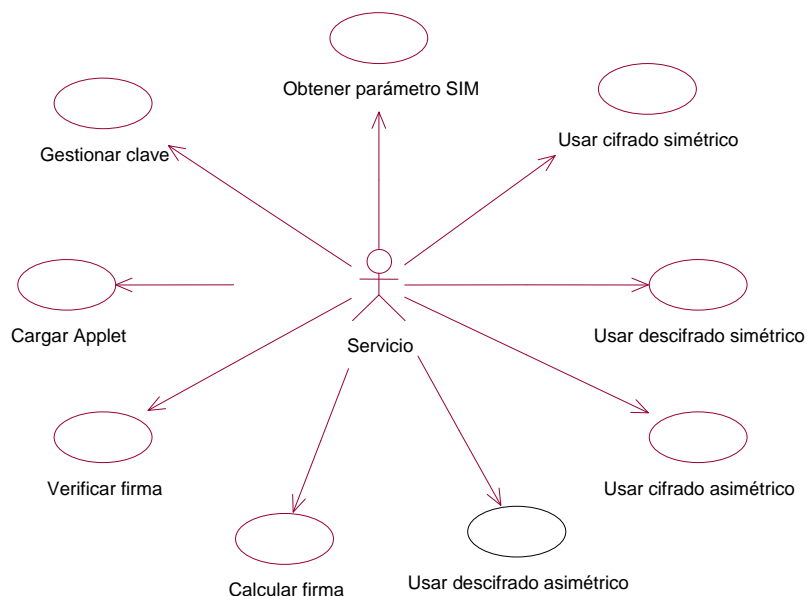 Obtener parámetro SIM
Usar cifrado simétrico
Gestionar clave
Cargar Applet
Usar descifrado simétrico
Servicio
Verificar firma
Usar cifrado asimétrico
Calcular firma
Usar descifrado asimétrico